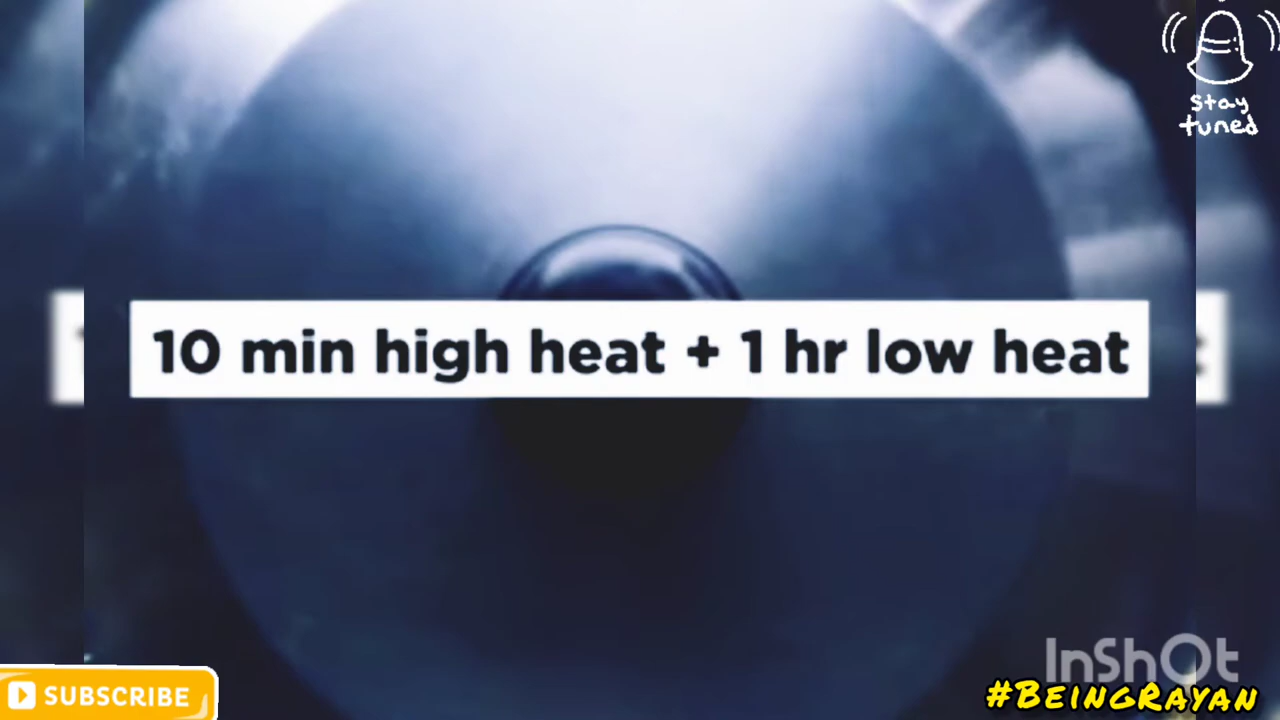 stay
tuned
10 min high heat + 1 hr low heat
InShOt
SUBSCRIBE
#BEINGRAYAN